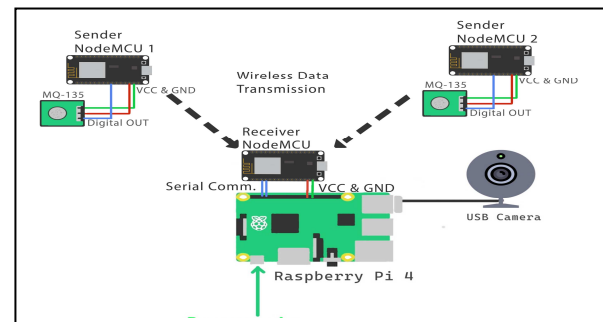 Sender
NodeMCU 1
Sender
NodeMCU 2
MQ-135
VCC & GND
Digital OUT
Wireless Data
Transmission
MQ-135
VCC & GND
Digital OUT
Receiver
NodeMCU
Serial Comm.
VCC & GND
USB Camera
Raspberry Pi 4